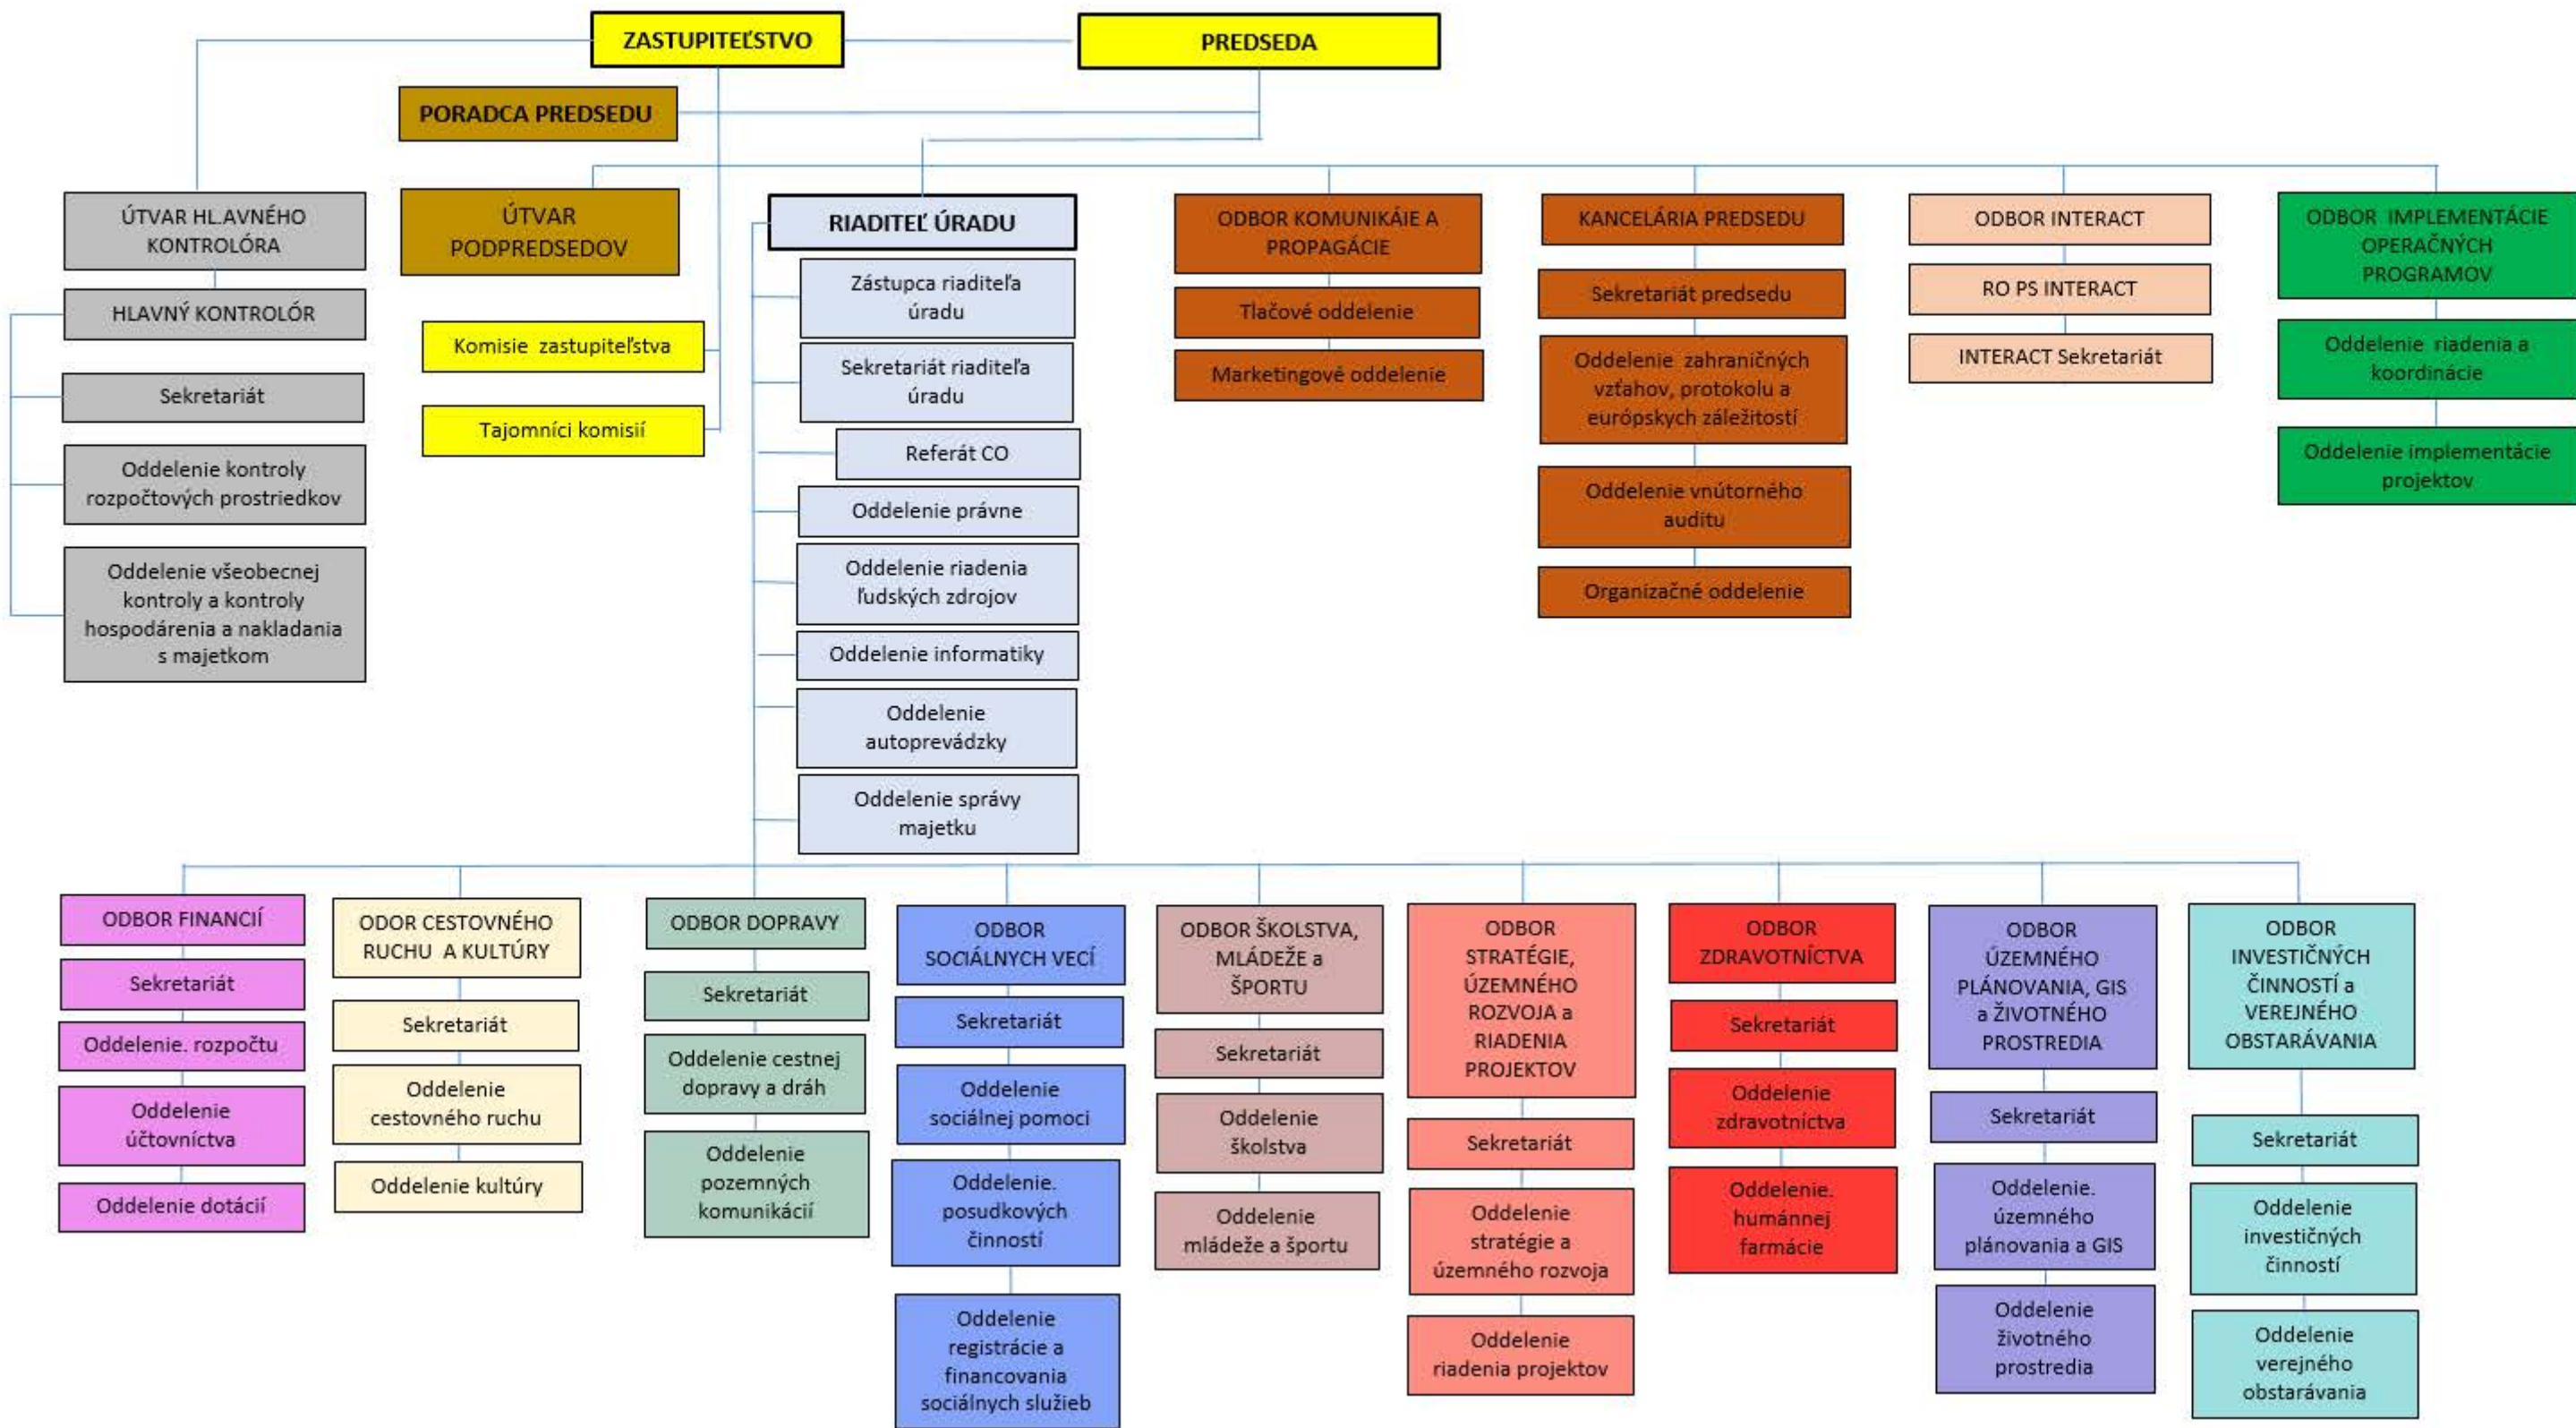 ZASTUPITEĽSTVO
PREDSEDA
PORADCA PREDSEDU
ÚTVAR HL.AVNÉHO
KONTROLÓRA
HLAVNÝ KONTROLÓR
Sekretariát
Oddelenie kontroly
rozpočtových prostriedkov
Oddelenie všeobecnej
kontroly a kontroly
hospodárenia a nakladania
s majetkom
ÚTVAR
PODPREDSEDOV
Komisie zastupiteľstva
Tajomníci komisií
RIADITEĽ ÚRADU
Zástupca riaditeľa
úradu
Sekretariát riaditeľa
úradu
Referát CO
Oddelenie právne
Oddelenie riadenia
ľudských zdrojov
Oddelenie informatiky
Oddelenie
autoprevádzky
Oddelenie správy
majetku
ODBOR KOMUNIKÁIE A
PROPAGÁCIE
Tlačové oddelenie
Marketingové oddelenie
KANCELÁRIA PREDSEDU
Sekretariát predsedu
Oddelenie zahraničných
vzťahov, protokolu a
európskych záležitostí
Oddelenie vnútorného
auditu
Organizačné oddelenie
ODBOR INTERACT
RO PS INTERACT
INTERACT Sekretariát
ODBOR IMPLEMENTÁCIE
OPERAČNÝCH
PROGRAMOV
Oddelenie riadenia a
koordinácie
Oddelenie implementácie
projektov
ODBOR FINANCIÍ
Sekretariát
Oddelenie. rozpočtu
Oddelenie
účtovníctva
Oddelenie dotácií
ODOR CESTOVNÉHO
RUCHU A KULTÚRY
Sekretariát
Oddelenie
cestovného ruchu
Oddelenie kultúry
ODBOR DOPRAVY
Sekretariát
Oddelenie cestnej
dopravy a dráh
Oddelenie
pozemných
komunikácií
ODBOR
SOCIÁLNYCH VECÍ
Sekretariát
Oddelenie
sociálnej pomoci
Oddelenie.
posudkových
činností
Oddelenie
registrácie a
financovania
sociálnych služieb
ODBOR ŠKOLSTVA,
MLÁDEŽE a
ŠPORTU
Sekretariát
Oddelenie
školstva
Oddelenie
mládeže a športu
ODBOR
STRATÉGIE,
ÚZEMNÉHO
ROZVOJA a
RIADENIA
PROJEKTOV
Sekretariát
Oddelenie
stratégie a
územného rozvoja
Oddelenie
riadenia projektov
ODBOR
ZDRAVOTNÍCTVA
Sekretariát
Oddelenie
zdravotníctva
Oddelenie.
humánnej
farmácie
ODBOR
ÚZEMNÉHO
PLÁNOVANIA, GIS
a ŽIVOTNÉHO
PROSTREDIA
Sekretariát
Oddelenie.
územného
plánovania a GIS
Oddelenie
životného
prostredia
ODBOR
INVESTIČNÝCH
ČINNOSTÍ a
VEREJNÉHO
OBSTARÁVANIA
Sekretariát
Oddelenie
investičných
činností
Oddelenie
verejného
obstarávania